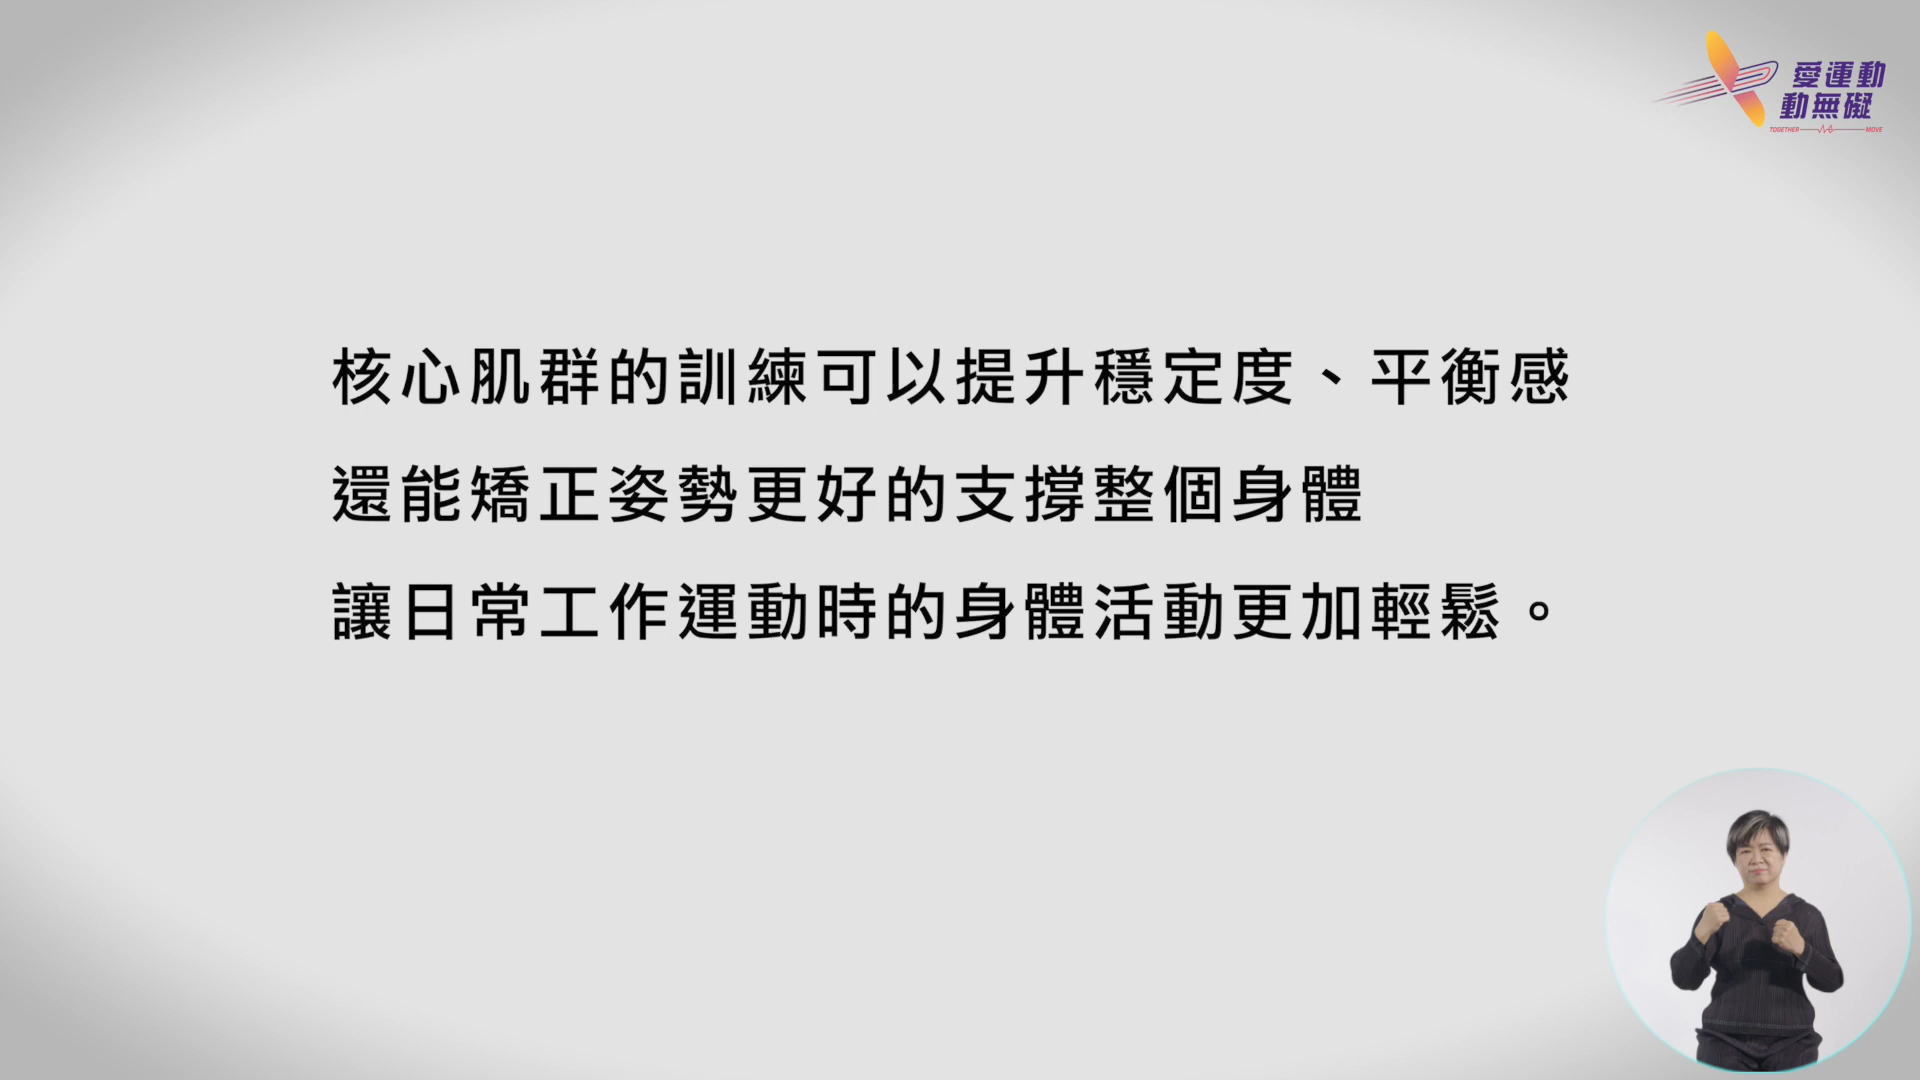 愛運動
動無礙
TOGETHER MOVE
核心肌群的訓練可以提升穩定度、平衡感
還能矯正姿勢更好的支撐整個身體
讓日常工作運動時的身體活動更加輕鬆。